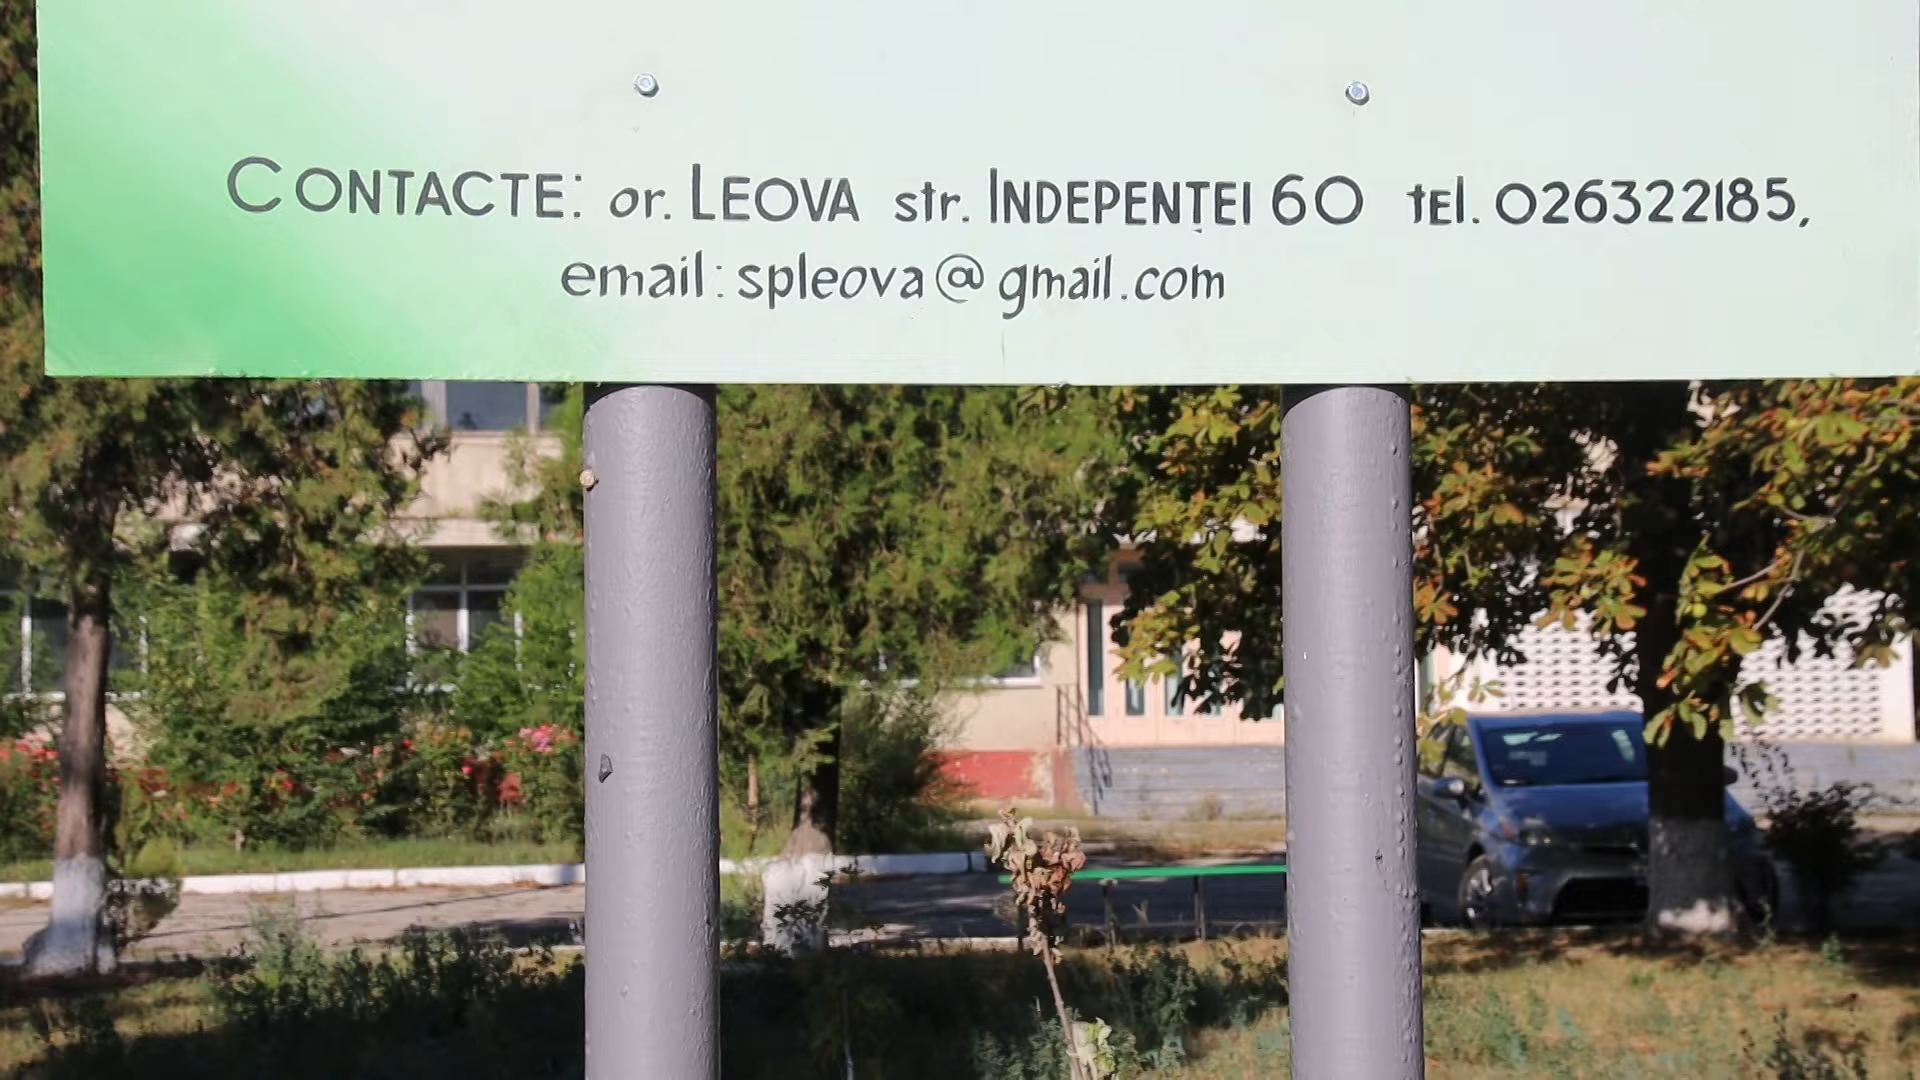 CONTACTE: or. LEOVA str. INDEPENȚEI 60 tel. 026322185,
email: spleova@gmail.com